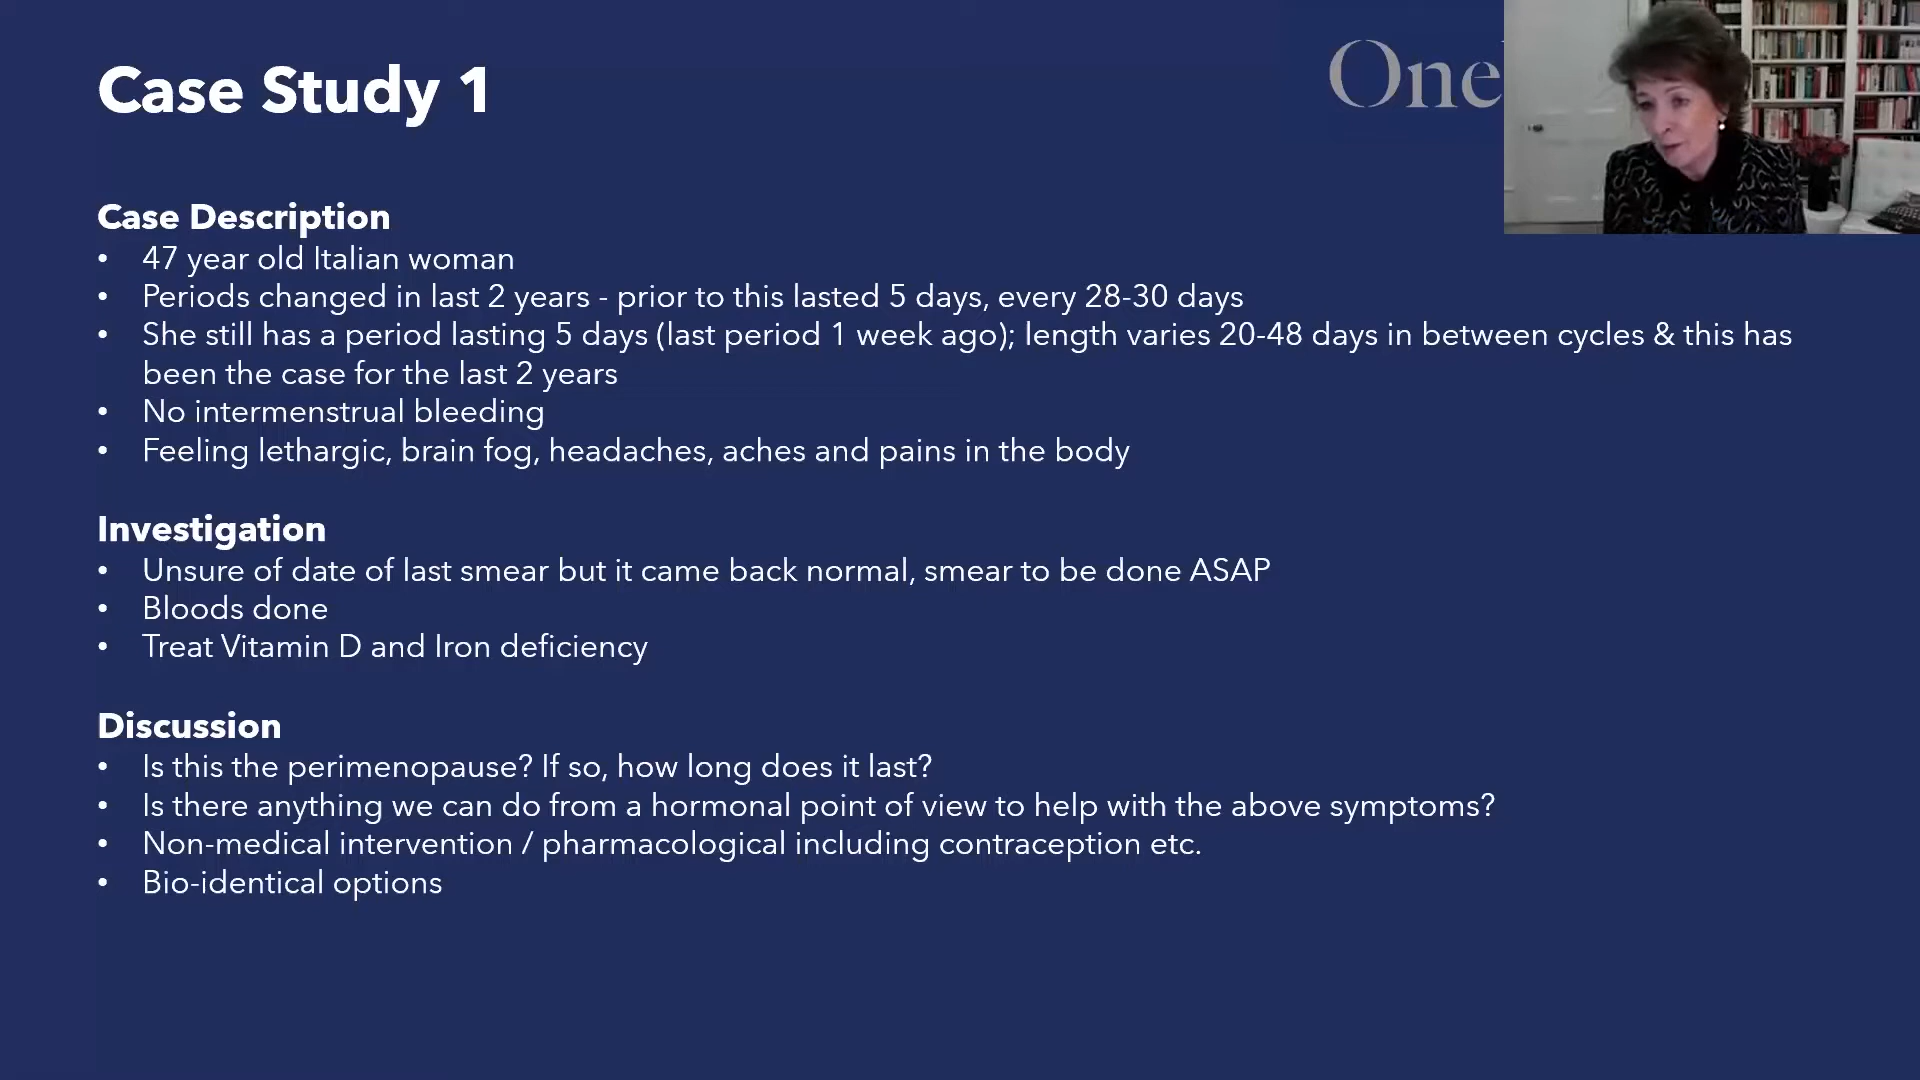 Case Study 1
One
Case Description
• 47 year old Italian woman
• Periods changed in last 2 years - prior to this lasted 5 days, every 28-30 days
• She still has a period lasting 5 days (last period 1 week ago); length varies 20-48 days in between cycles & this has
been the case for the last 2 years
• No intermenstrual bleeding
• Feeling lethargic, brain fog, headaches, aches and pains in the body
Investigation
• Unsure of date of last smear but it came back normal, smear to be done ASAP
• Bloods done
• Treat Vitamin D and Iron deficiency
Discussion
• Is this the perimenopause? If so, how long does it last?
• Is there anything we can do from a hormonal point of view to help with the above symptoms?
• Non-medical intervention / pharmacological including contraception etc.
• Bio-identical options